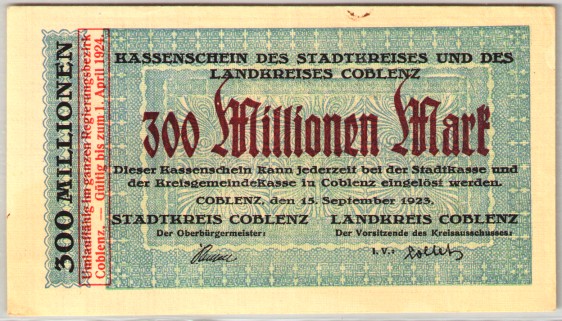 KASSENSCHEIN DES STADTKREISES UND DES
LANDKREISES COBLENZ
300 Millionen Mark
Dieser Kassenschein kann jederzeit bei der Stadtkasse und
der Kreisgemeindekasse in Coblenz eingelöst werden.
COBLENZ, den 15. September 1923.
STADTKREIS COBLENZ
Der Oberbürgermeister:
LANDKREIS COBLENZ
Der Vorsitzende des Kreisausschusses:
I.V.:
300 MILLIONEN
Umlauffähig im ganzen Regierungsbezirk
Coblenz, — Gültig bis zum 1. April 1924.